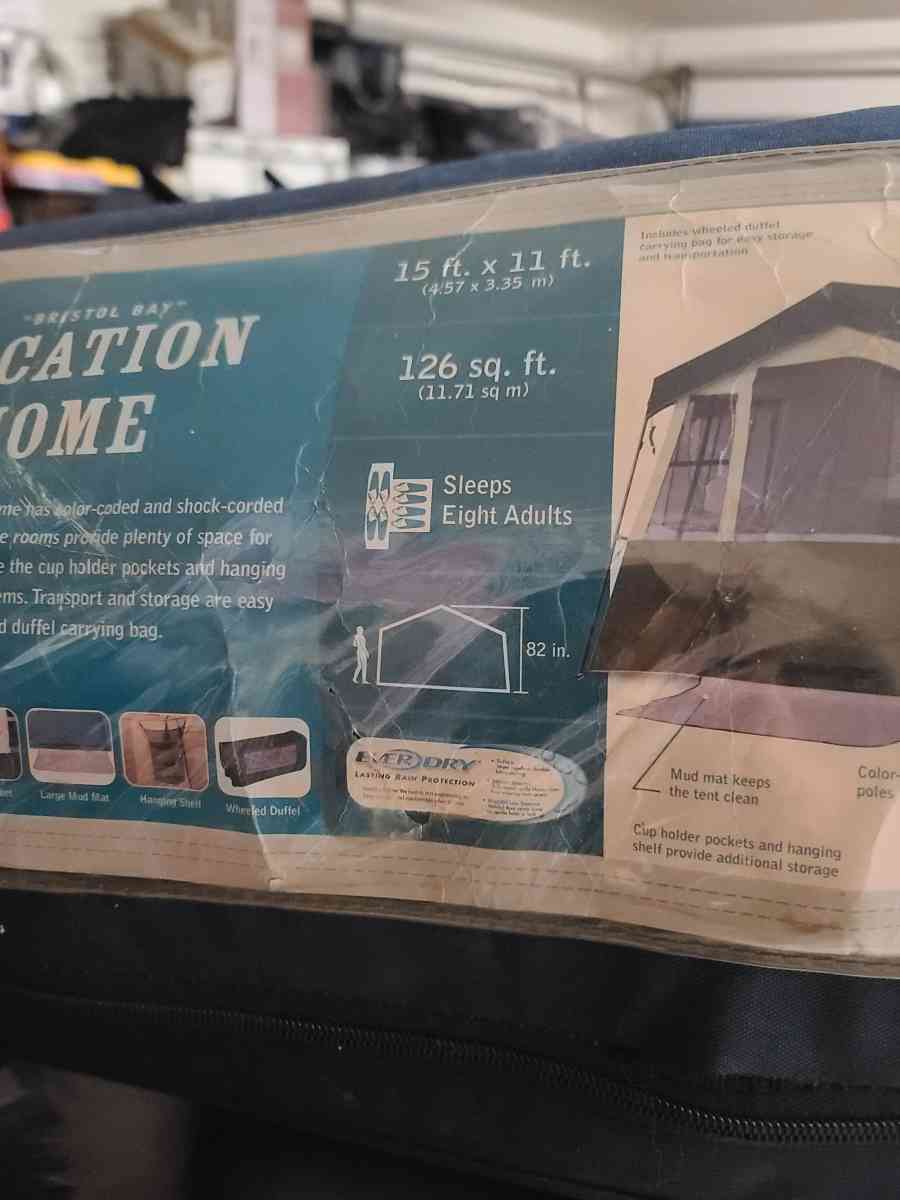 "BRISTOL BAY"
CATION
HOME
me has color-coded and shock-corded
e rooms provide plenty of space for
e the cup holder pockets and hanging
ems. Transport and storage are easy
d duffel carrying bag.
Large Mud Mat
Hanging Shelf
Wheeled Duffel
15 ft. x 11 ft.
(4.57 x 3.35 m)
126 sq. ft.
(11.71 sq m)
Sleeps
Eight Adults
82 in.
EVERDRY
LASTING RAIN PROTECTION
Includes wheeled duffel
carrying bag for easy storage
and transportation
Mud mat keeps
the tent clean
Color-
poles
Cup holder pockets and hanging
shelf provide additional storage